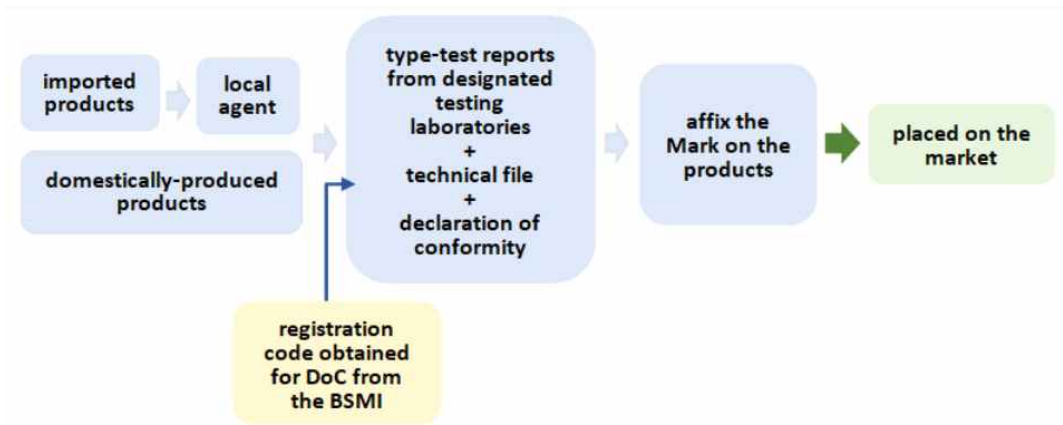 imported
products
local
agent
domestically-produced
products
type-test reports
from designated
testing
laboratories
+
technical file
+
declaration of
conformity
affix the
Mark on the
products
placed on the
market
registration
code obtained
for DoC from
the BSMI